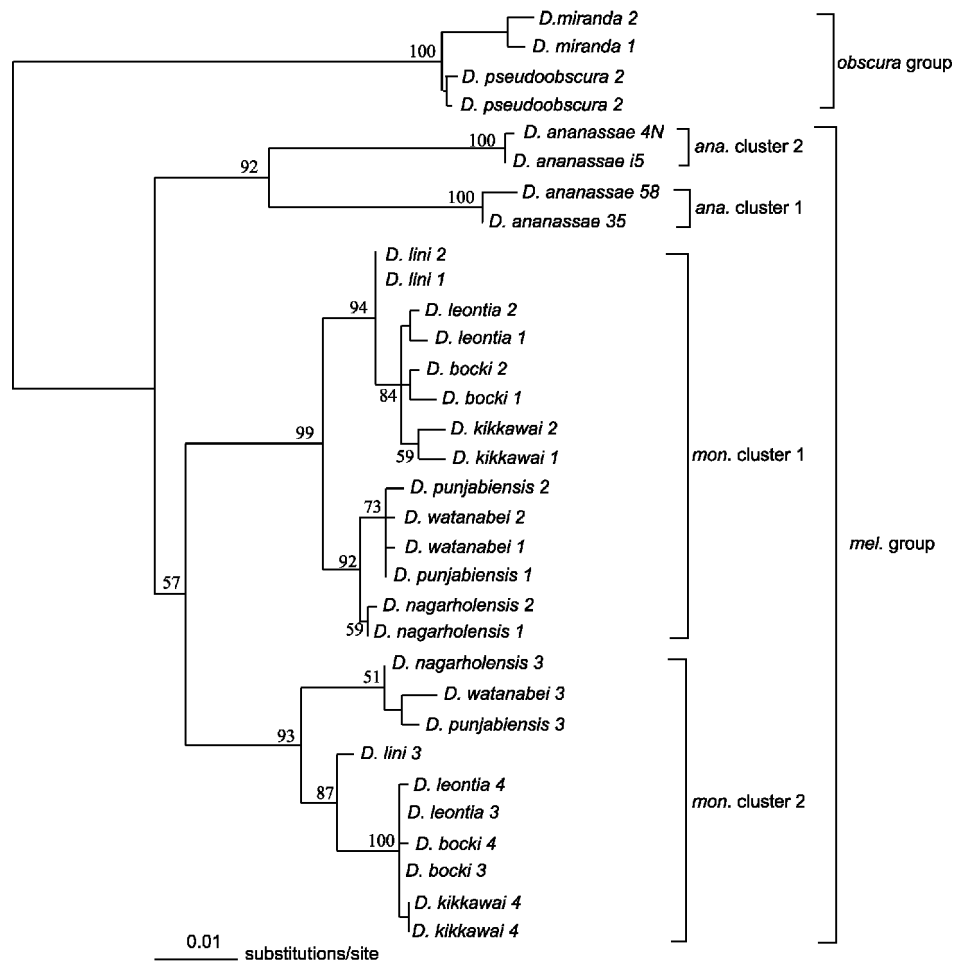 D.miranda 2
100
D. miranda 1
obscura group
D. pseudoobscura 2
D. pseudoobscura 2
D. ananassae 4N
100
ana. cluster 2
D. ananassae i5
92
D. ananassae 58
100
ana. cluster 1
D. ananassae 35
D. lini 2
D. lini 1
94
D. leontia 2
D. leontia 1
D. bocki 2
84
D. bocki 1
99
D. kikkawai 2
mon. cluster 1
59
D. kikkawai 1
D. punjabiensis 2
73
D. watanabei 2
mel. group
D. watanabei 1
92
D. punjabiensis 1
57
D. nagarholensis 2
59
D. nagarholensis 1
D. nagarholensis 3
51
D. watanabei 3
D. punjabiensis 3
93
D. lini 3
87
D. leontia 4
mon. cluster 2
D. leontia 3
100
D. bocki 4
D. bocki 3
D. kikkawai 4
D. kikkawai 4
0.01
substitutions/site